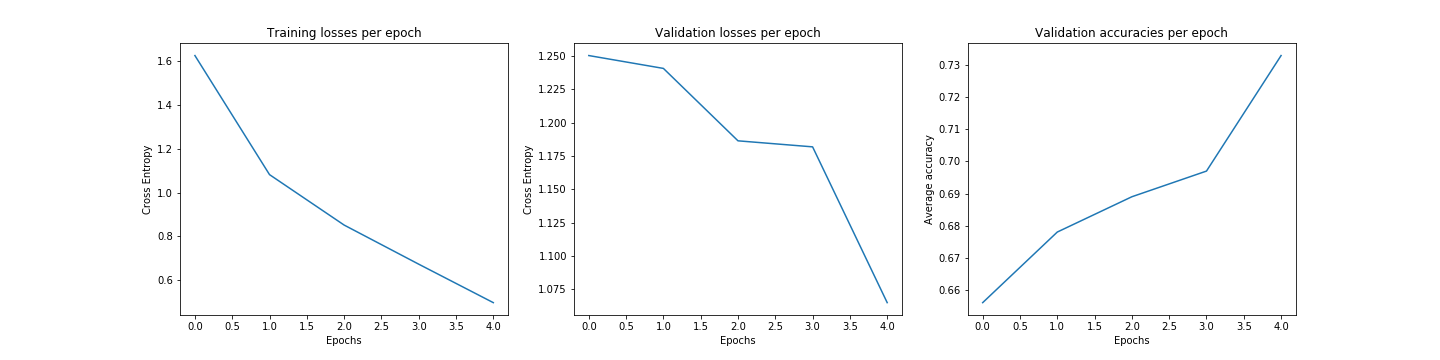 Training losses per epoch
Cross Entropy
1.6
1.4
1.2
1.0
0.8
0.6
0.0 0.5 1.0 1.5 2.0 2.5 3.0 3.5 4.0
Epochs
Validation losses per epoch
Cross Entropy
1.250
1.225
1.200
1.175
1.150
1.125
1.100
1.075
0.0 0.5 1.0 1.5 2.0 2.5 3.0 3.5 4.0
Epochs
Validation accuracies per epoch
Average accuracy
0.73
0.72
0.71
0.70
0.69
0.68
0.67
0.66
0.0 0.5 1.0 1.5 2.0 2.5 3.0 3.5 4.0
Epochs